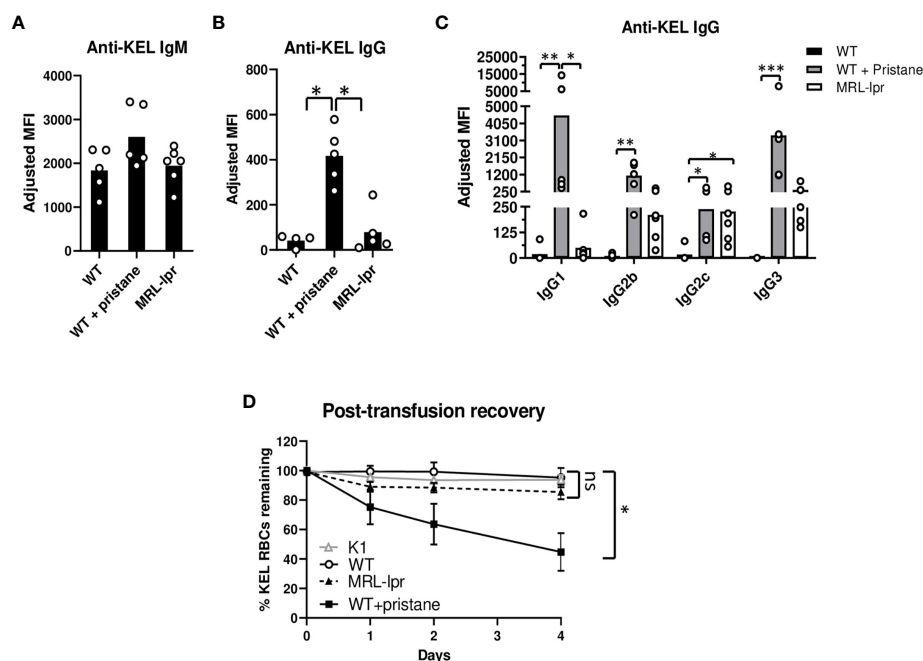 A
Anti-KEL IgM
Adjusted MFI
4000
3000
2000
1000
0
WT
WT + pristane
MRL-lpr
B
Anti-KEL IgG
Adjusted MFI
800
600
400
200
0
* *
WT
WT + pristane
MRL-lpr
C
Anti-KEL IgG
WT
WT + Pristane
MRL-lpr
Adjusted MFI
25000
20000
15000
10000
5000
4050
3100
2150
1200
250
250
125
0
** *
**
*
*
***
IgG1
IgG2b
IgG2c
IgG3
D
Post-transfusion recovery
% KEL RBCs remaining
120
100
80
60
40
20
0
K1
WT
MRL-lpr
WT+pristane
ns
*
0 1 2 3 4
Days